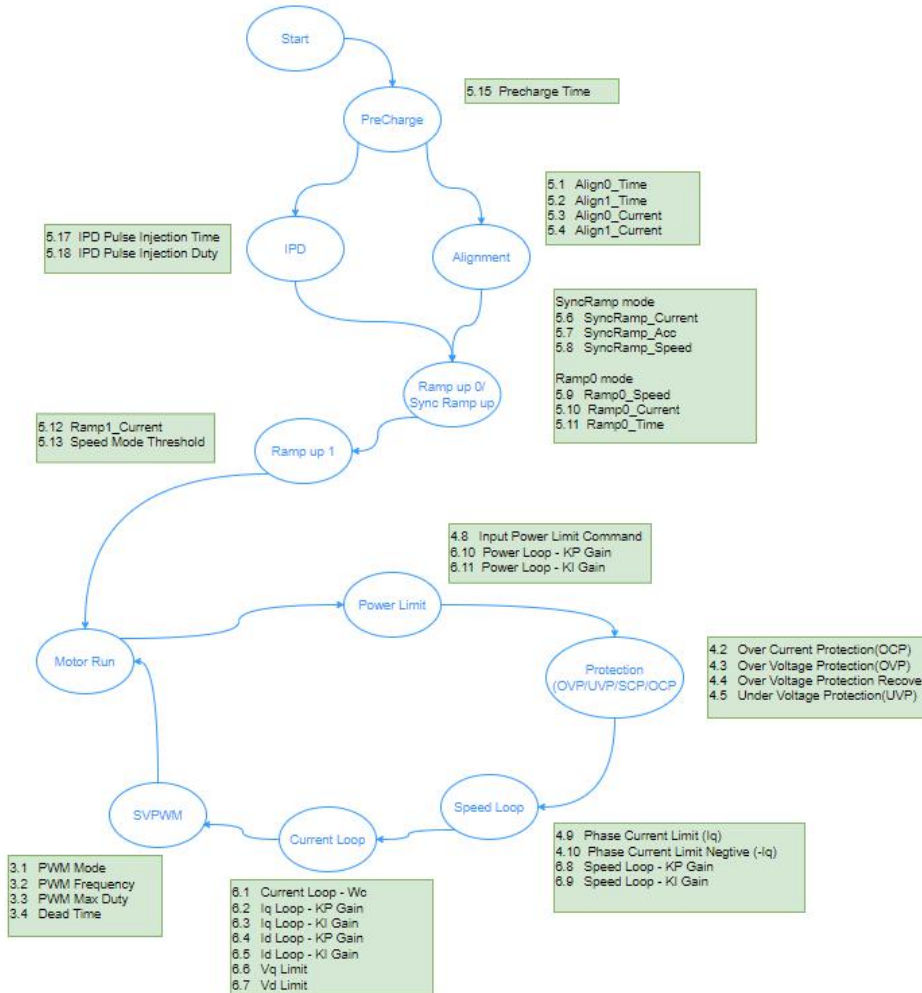 Start
5.15 Precharge Time
PreCharge
5.1 Align0_Time
5.2 Align1_Time
5.3 Align0_Current
5.4 Align1_Current
5.17 IPD Pulse Injection Time
5.18 IPD Pulse Injection Duty
IPD
Alignment
SyncRamp mode
5.6 SyncRamp_Current
5.7 SyncRamp_Acc
5.8 SyncRamp_Speed
Ramp0 mode
5.9 Ramp0_Speed
5.10 Ramp0_Current
5.11 Ramp0_Time
Ramp up 0/
Sync Ramp up
5.12 Ramp1_Current
5.13 Speed Mode Threshold
Ramp up 1
4.8 Input Power Limit Command
6.10 Power Loop - KP Gain
6.11 Power Loop - KI Gain
Power Limit
Motor Run
Protection
(OVP/UVP/SCP/OCP
4.2 Over Current Protection(OCP)
4.3 Over Voltage Protection(OVP)
4.4 Over Voltage Protection Recove
4.5 Under Voltage Protection(UVP)
Speed Loop
SVPWM
Current Loop
4.9 Phase Current Limit (Iq)
4.10 Phase Current Limit Negtive (-Iq)
6.8 Speed Loop - KP Gain
6.9 Speed Loop - KI Gain
3.1 PWM Mode
3.2 PWM Frequency
3.3 PWM Max Duty
3.4 Dead Time
6.1 Current Loop - Wc
6.2 Iq Loop - KP Gain
6.3 Iq Loop - KI Gain
6.4 Id Loop - KP Gain
6.5 Id Loop - KI Gain
6.6 Vq Limit
6.7 Vd Limit